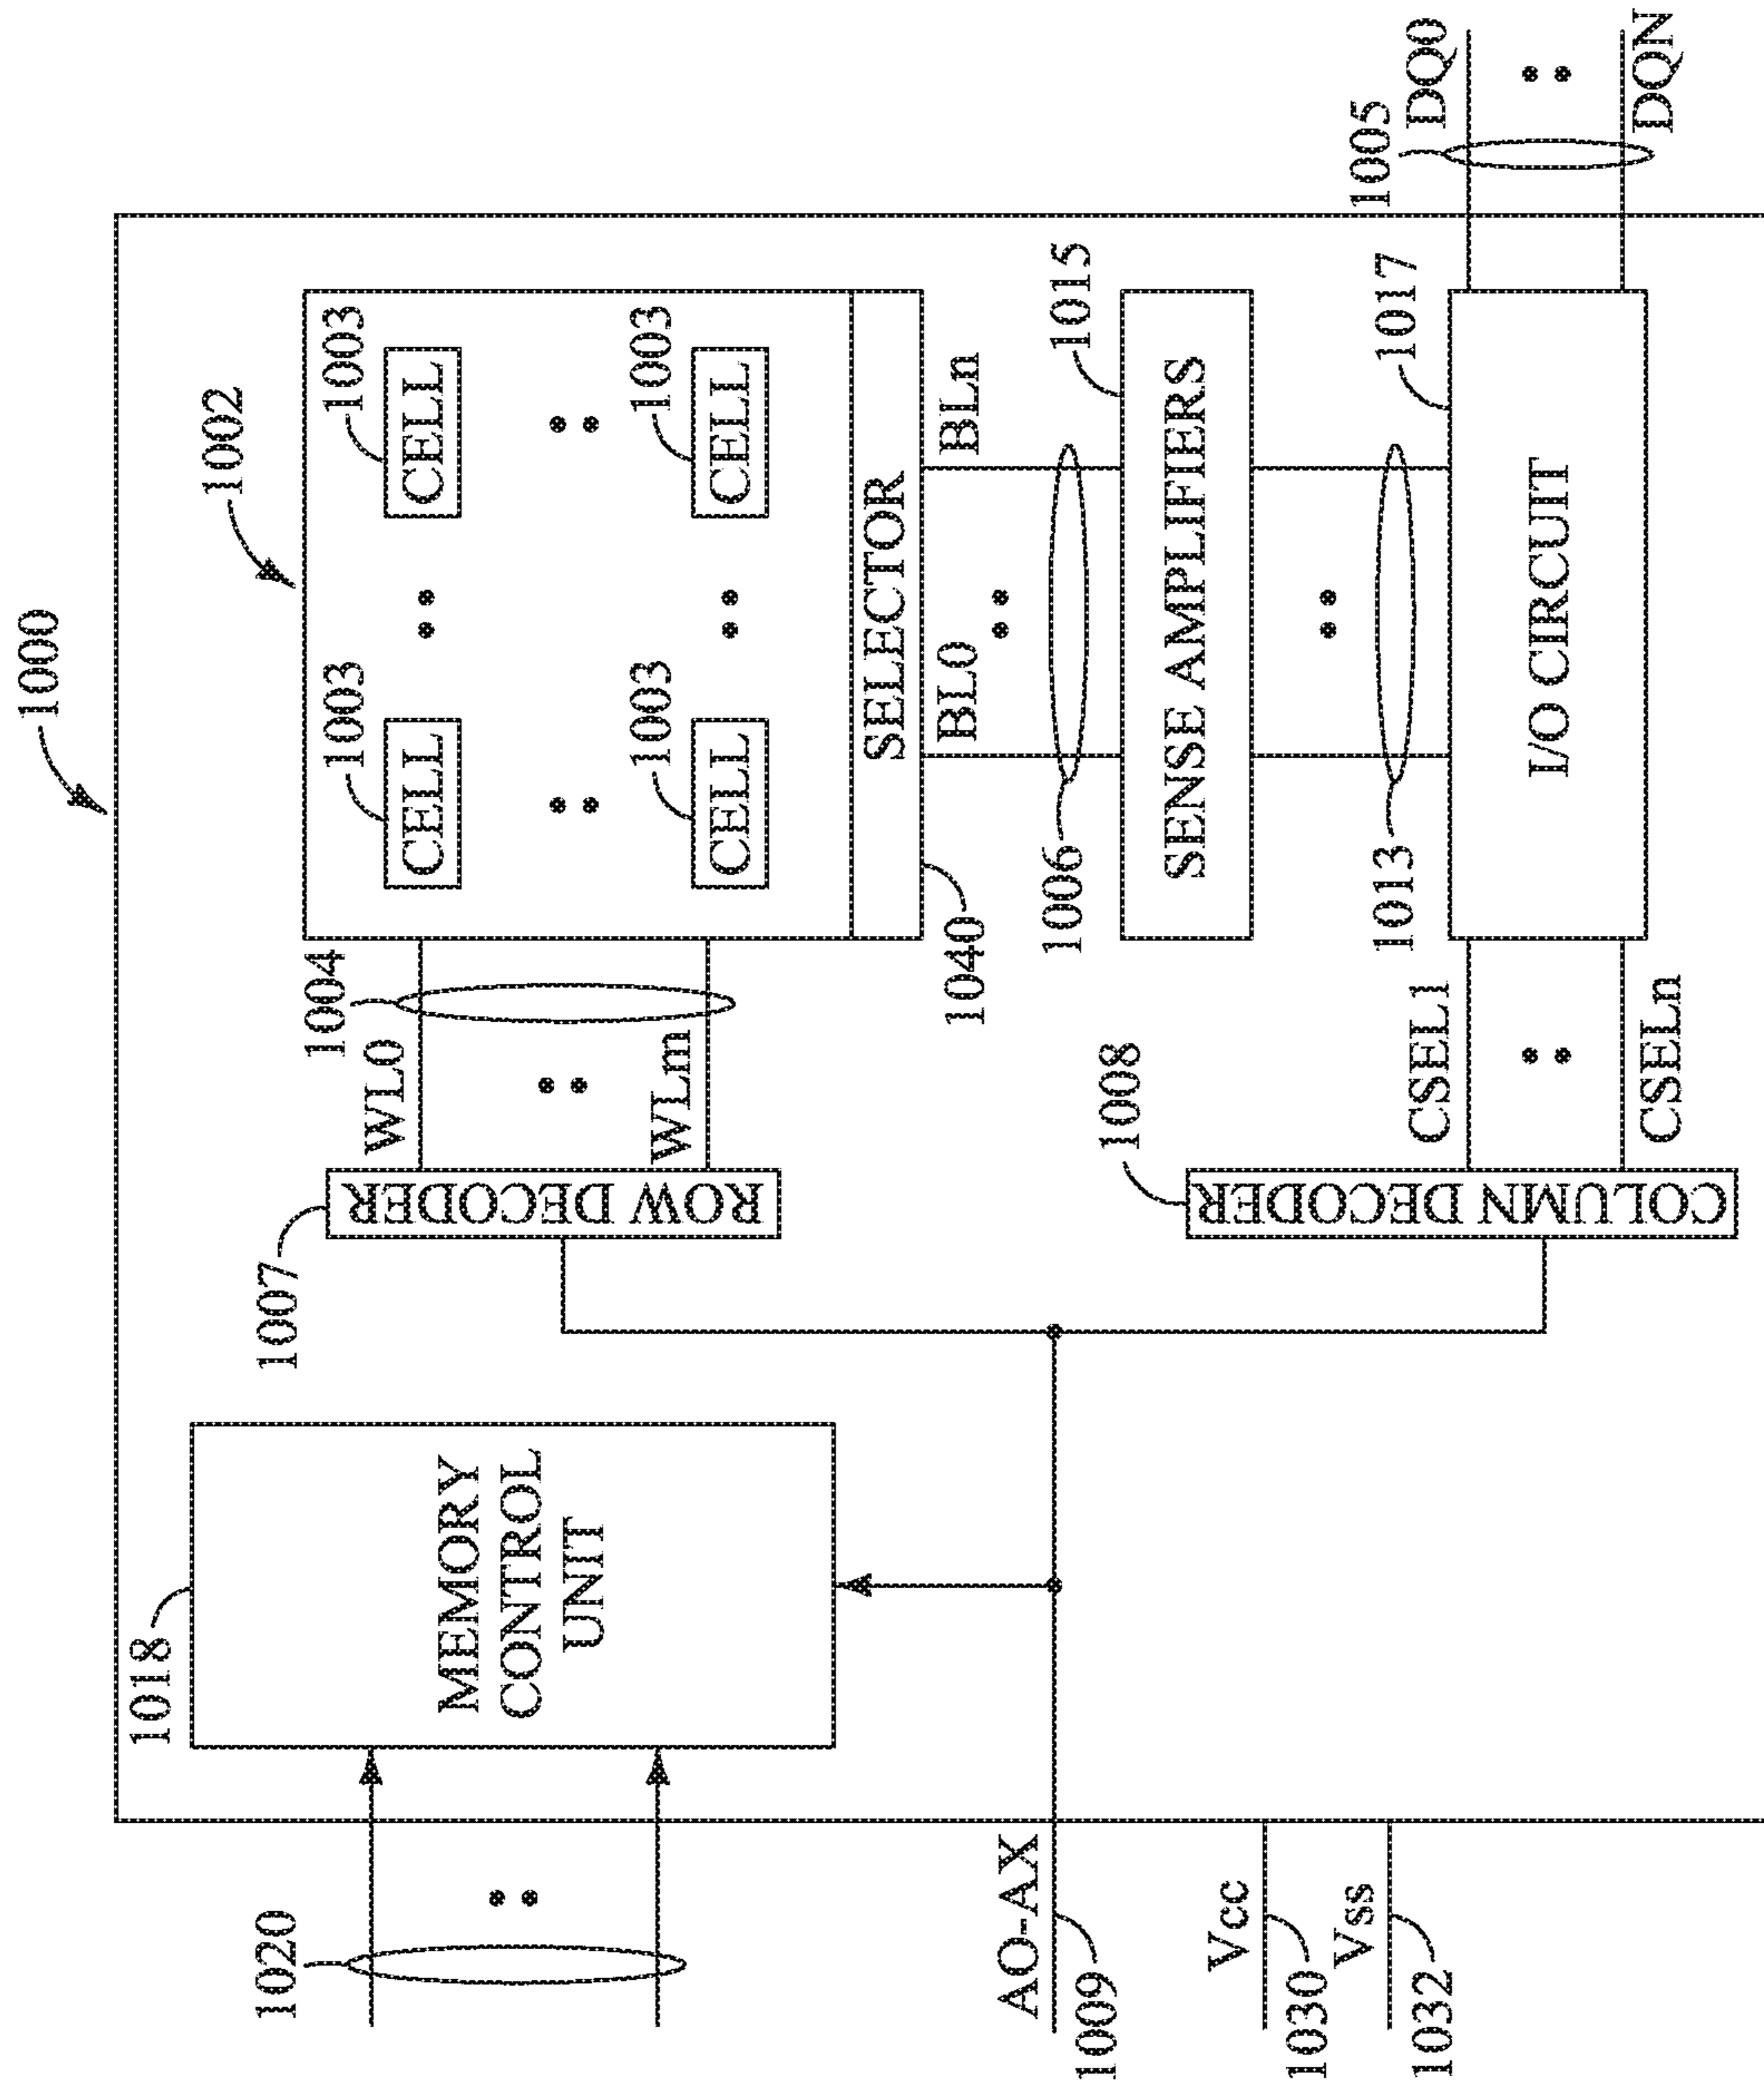 1000
1002
1018
1020
MEMORY
CONTROL
UNIT
1007
ROW DECODER
WL0
WLm
1004
1003
CELL
1003
CELL
1003
CELL
1003
CELL
SELECTOR
1040
BL0
BLn
1006
1015
SENSE AMPLIFIERS
1013
1017
I/O CIRCUIT
1008
COLUMN DECODER
CSEL1
CSELn
1005
DQ0
DQN
AO-AX
1009
Vcc
1030
Vss
1032